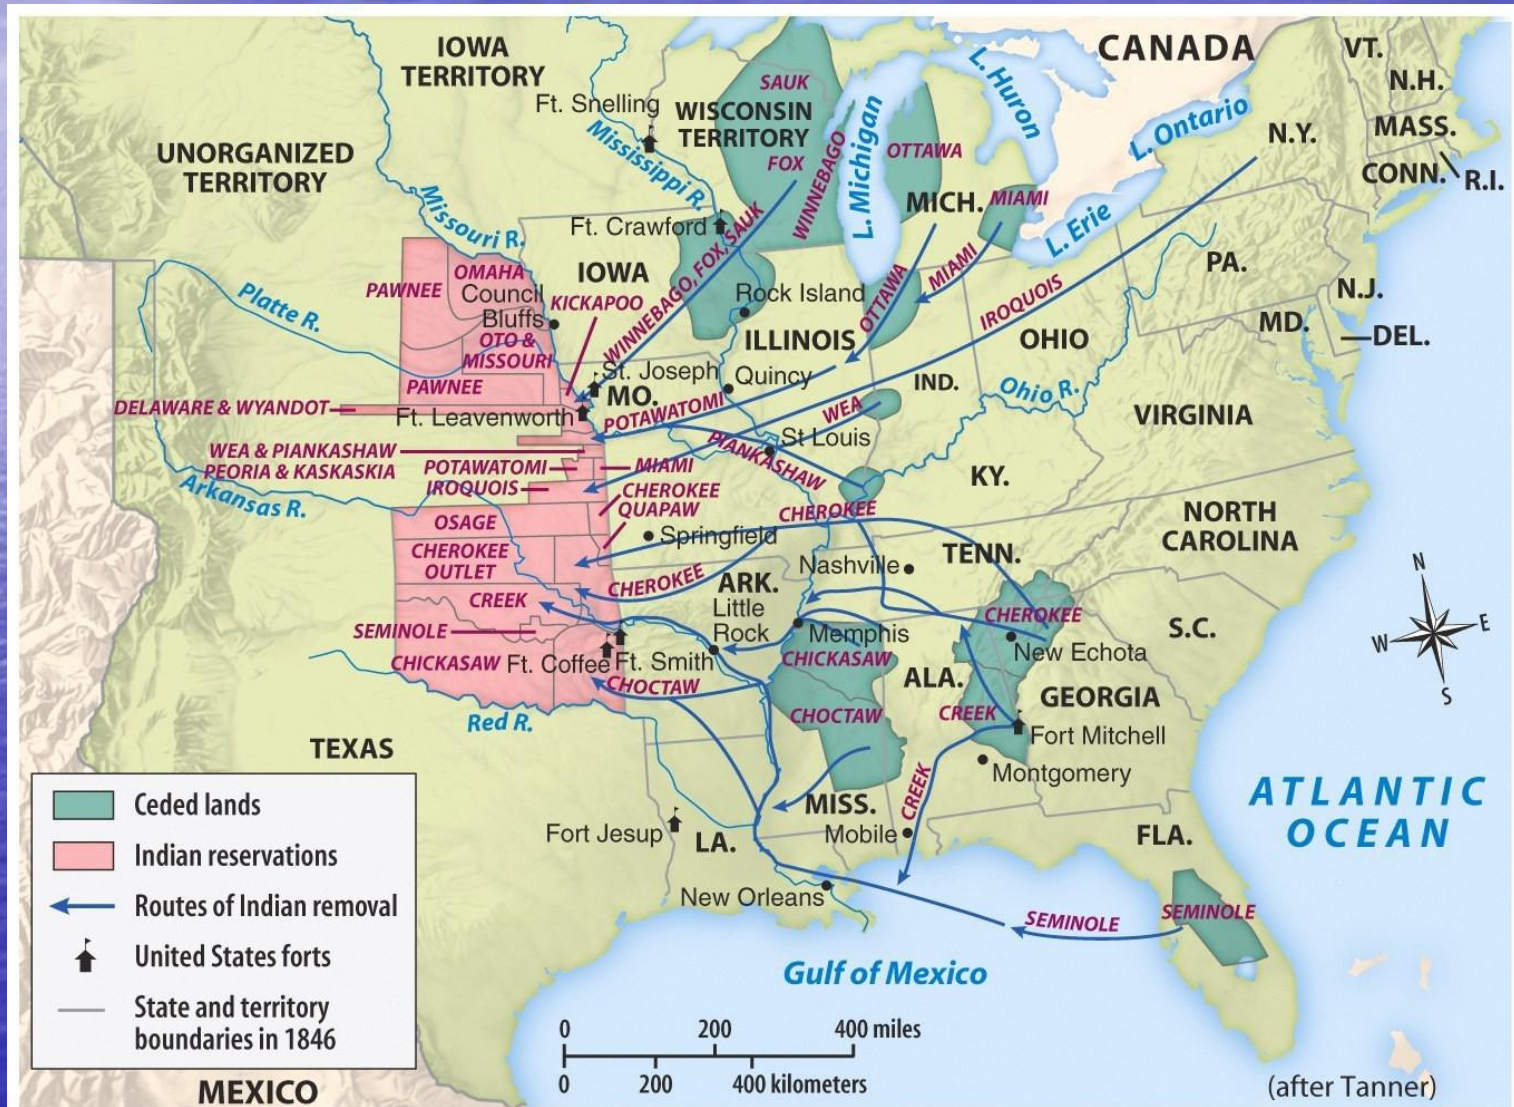 IOWA
TERRITORY
Ft. Snelling
SAUK
WISCONSIN
TERRITORY
FOX
WINNEBAGO
L. Michigan
L. Huron
CANADA
VT.
N.H.
MASS.
CONN.
R.I.
N.Y.
L. Ontario
L. Erie
OTTAWA
MICH.
MIAMI
UNORGANIZED
TERRITORY
Mississippi R.
Missouri R.
Ft. Crawford
IOWA
WINNEBAGO, FOX, SAUK
Rock Island
ILLINOIS
OTTAWA
MIAMI
IROQUOIS
OHIO
PA.
N.J.
MD.
DEL.
PAWNEE
OMAHA
Council
Bluffs
KICKAPOO
OTO &
MISSOURI
Platte R.
PAWNEE
St. Joseph
MO.
Quincy
IND.
Ohio R.
VIRGINIA
DELAWARE & WYANDOT
Ft. Leavenworth
POTAWATOMI
WEA
St Louis
PIANKASHAW
KY.
WEA & PIANKASHAW
PEORIA & KASKASKIA
POTAWATOMI
IROQUOIS
MIAMI
CHEROKEE
QUAPAW
Arkansas R.
OSAGE
Springfield
CHEROKEE
NORTH
CAROLINA
CHEROKEE
OUTLET
CHEROKEE
ARK.
Nashville
TENN.
CREEK
Little
Rock
Memphis
CHEROKEE
New Echota
S.C.
SEMINOLE
CHICKASAW
Ft. Coffee
Ft. Smith
CHICKASAW
ALA.
GEORGIA
CHOCTAW
CHOCTAW
CREEK
Fort Mitchell
Red R.
TEXAS
Montgomery
CREEK
MISS.
Mobile
Fort Jesup
LA.
New Orleans
FLA.
SEMINOLE
SEMINOLE
ATLANTIC
OCEAN
Gulf of Mexico
N
E
S
W
Ceded lands
Indian reservations
Routes of Indian removal
United States forts
State and territory
boundaries in 1846
MEXICO
0 200 400 miles
0 200 400 kilometers
(after Tanner)